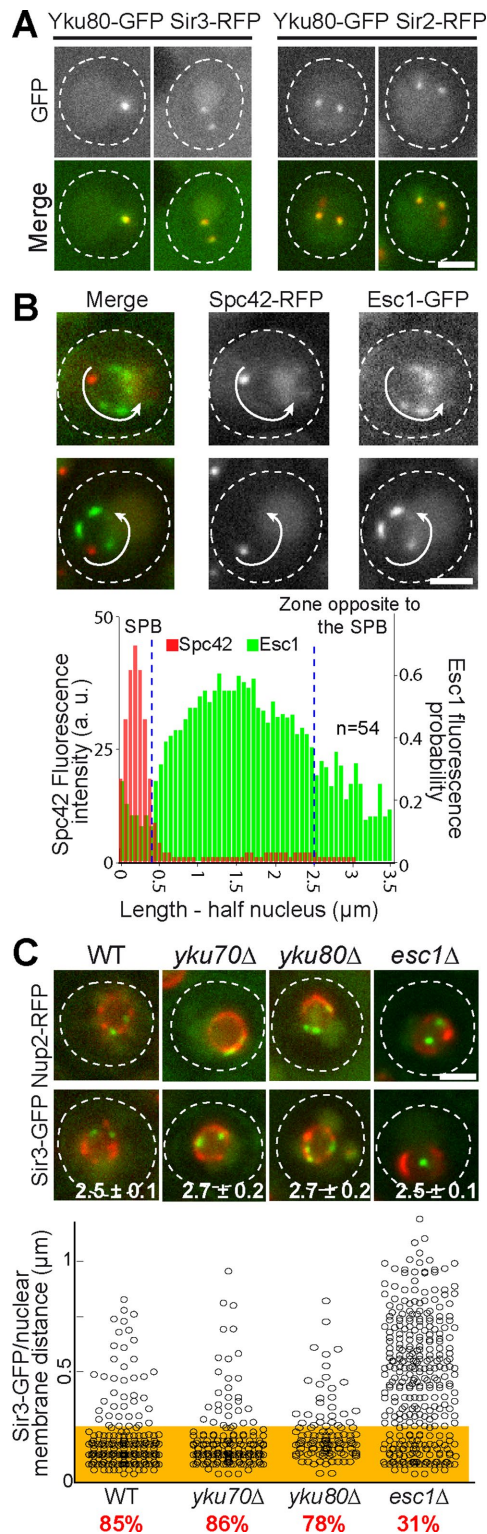 A
Yku80-GFP Sir3-RFP Yku80-GFP Sir2-RFP
GFP
Merge
B
Merge Spc42-RFP Esc1-GFP
Zone opposite to
the SPB
SPB
Spc42 Esc1
n=54
Spc42 Fluorescence
intensity (a. u.)
50
25
0
Esc1 fluorescence
probability
0.6
0.4
0.2
0
0 0.5 1 1.5 2 2.5 3 3.5
Length - half nucleus (µm)
C
WT yku70Δ yku80Δ esc1Δ
Sir3-GFP Nup2-RFP
2.5 ± 0.1 2.7 ± 0.2 2.7 ± 0.2 2.5 ± 0.1
Sir3-GFP/nuclear
membrane distance (µm)
1
0.5
0
WT yku70Δ yku80Δ esc1Δ
85% 86% 78% 31%